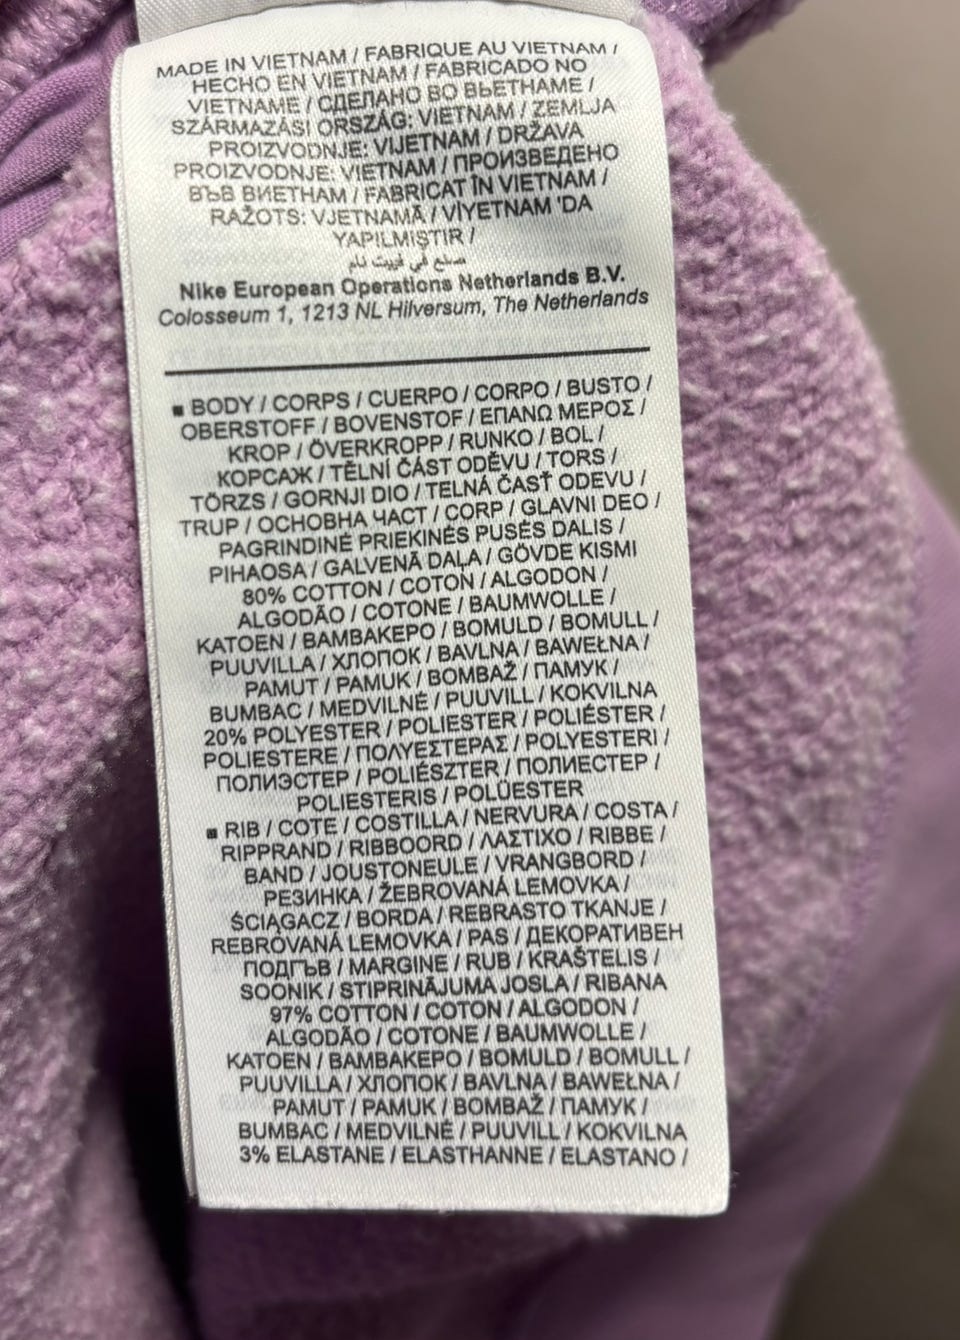 MADE IN VIETNAM / FABRIQUE AU VIETNAM /
HECHO EN VIETNAM / FABRICADO NO
VIETNAME / СДЕЛАНО ВО ВЬЕТНАМЕ /
SZÁRMAZÁSI ORSZÁG: VIETNAM / ZEMLJA
PROIZVODNJE: VIJETNAM / DRŽAVA
PROIZVODNJE: VIETNAM / ПРОИЗВЕДЕНО
ВЪВ ВИЕТНАМ / FABRICAT ÎN VIETNAM /
RAŽOTS: VJETNAMĀ / VİYETNAM 'DA
YAPILMIŞTIR /
صنع في فييت نام
Nike European Operations Netherlands B.V.
Colosseum 1, 1213 NL Hilversum, The Netherlands
■ BODY / CORPS / CUERPO / CORPO / BUSTO /
OBERSTOFF / BOVENSTOF / ΕΠΑΝΩ ΜΕΡΟΣ /
KROP / ÖVERKROPP / RUNKO / BOL /
КОРСАЖ / TĚLNÍ ČÁST ODĚVU / TORS /
TÖRZS / GORNJI DIO / TELNÁ ČASŤ ODEVU /
TRUP / ОСНОВНА ЧАСТ / CORP / GLAVNI DEO /
PAGRINDINĖ PRIEKINĖS PUSĖS DALIS /
PIHAOSA / GALVENĀ DAĻA / GÖVDE KISMI
80% COTTON / COTON / ALGODON /
ALGODÃO / COTONE / BAUMWOLLE /
KATOEN / ΒΑΜΒΑΚΕΡΟ / BOMULD / BOMULL /
PUUVILLA / ХЛОПОК / BAVLNA / BAWEŁNA /
PAMUT / PAMUK / BOMBAŽ / ПАМУК /
BUMBAC / MEDVILNĖ / PUUVILL / KOKVILNA
20% POLYESTER / POLIESTER / POLIÉSTER /
POLIESTERE / ΠΟΛΥΕΣΤΕΡΑΣ / POLYESTERI /
ПОЛИЭСТЕР / POLIÉSZTER / ПОЛИЕСТЕР /
POLIESTERIS / POLÜESTER
■ RIB / COTE / COSTILLA / NERVURA / COSTA /
RIPPRAND / RIBBOORD / ΛΑΣΤΙΧΟ / RIBBE /
BAND / JOUSTONEULE / VRANGBORD /
РЕЗИНКА / ŽEBROVANÁ LEMOVKA /
ŚCIĄGACZ / BORDA / REBRASTO TKANJE /
REBROVANÁ LEMOVKA / PAS / ДЕКОРАТИВЕН
ПОДГЪВ / MARGINE / RUB / KRAŠTELIS /
SOONIK / STIPRINĀJUMA JOSLA / RIBANA
97% COTTON / COTON / ALGODON /
ALGODÃO / COTONE / BAUMWOLLE /
KATOEN / ΒΑΜΒΑΚΕΡΟ / BOMULD / BOMULL /
PUUVILLA / ХЛОПОК / BAVLNA / BAWEŁNA /
PAMUT / PAMUK / BOMBAŽ / ПАМУК /
BUMBAC / MEDVILNĖ / PUUVILL / KOKVILNA
3% ELASTANE / ELASTHANNE / ELASTANO /